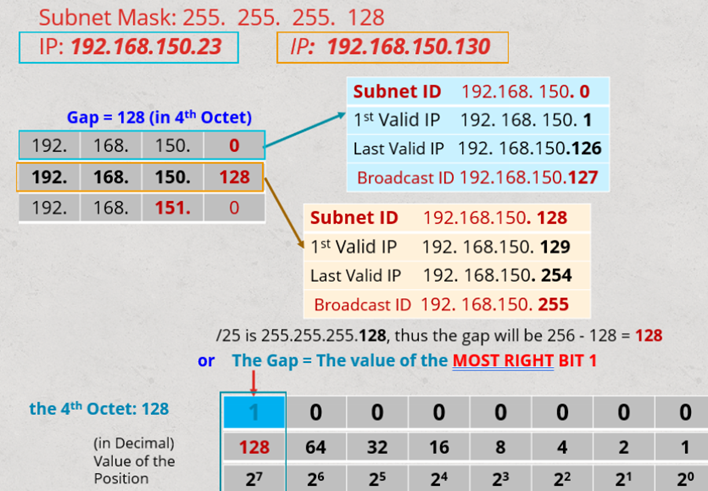 Subnet Mask: 255. 255. 255. 128
IP: 192.168.150.23
IP: 192.168.150.130
Gap = 128 (in 4th Octet)
192. 168. 150. 0
192. 168. 150. 128
192. 168. 151. 0
Subnet ID 192.168. 150. 0
1st Valid IP 192. 168. 150. 1
Last Valid IP 192. 168.150.126
Broadcast ID 192.168.150.127
Subnet ID 192.168.150. 128
1st Valid IP 192. 168. 150. 129
Last Valid IP 192. 168.150. 254
Broadcast ID 192. 168.150. 255
/25 is 255.255.255.128, thus the gap will be 256 - 128 = 128
or The Gap = The value of the MOST RIGHT BIT 1
the 4th Octet: 128
1 0 0 0 0 0 0 0
(in Decimal)
Value of the
Position
128 64 32 16 8 4 2 1
2⁷ 2⁶ 2⁵ 2⁴ 2³ 2² 2¹ 2⁰